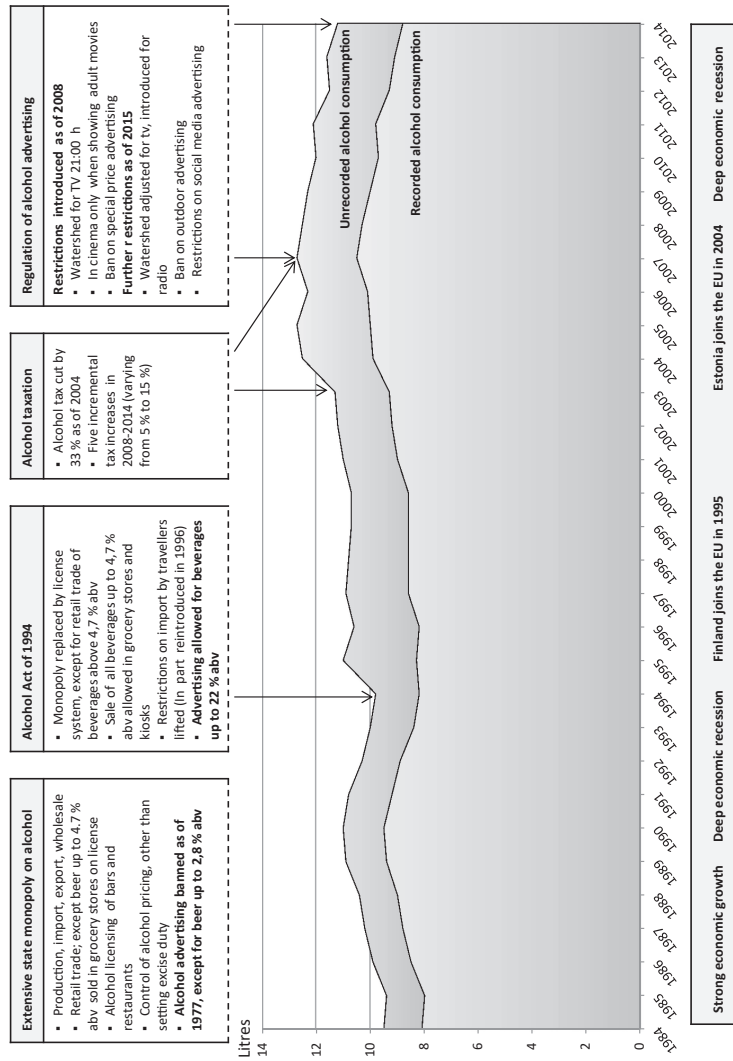 Extensive state monopoly on alcohol
▪ Production, import, export, wholesale
▪ Retail trade; except beer up to 4.7 %
abv sold in grocery stores on license
▪ Alcohol licensing of bars and
restaurants
▪ Control of alcohol pricing, other than
setting excise duty
▪ Alcohol advertising banned as of
1977, except for beer up to 2,8 % abv
Alcohol Act of 1994
▪ Monopoly replaced by license
system, except for retail trade of
beverages above 4,7 % abv
▪ Sale of all beverages up to 4,7 %
abv allowed in grocery stores and
kiosks
▪ Restrictions on import by travellers
lifted (In part reintroduced in 1996)
▪ Advertising allowed for beverages
up to 22 % abv
Alcohol taxation
▪ Alcohol tax cut by
33 % as of 2004
▪ Five incremental
tax increases in
2008-2014 (varying
from 5 % to 15 %)
Regulation of alcohol advertising
Restrictions introduced as of 2008
▪ Watershed for TV 21:00 h
▪ In cinema only when showing adult movies
▪ Ban on special price advertising
Further r estrictions as of 2015
▪ Watershed adjusted for tv, introduced for
radio
▪ Ban on outdoor advertising
▪ Restrictions on social media advertising
Litres
14
12
10
8
6
4
2
0
Unrecorded alcohol consumption
Recorded alcohol consumption
1984 1985 1986 1987 1988 1989 1990 1991 1992 1993 1994 1995 1996 1997 1998 1999 2000 2001 2002 2003 2004 2005 2006 2007 2008 2009 2010 2011 2012 2013 2014
Strong economic growth Deep economic recession Finland joins the EU in 1995 Estonia joins the EU in 2004 Deep economic recession